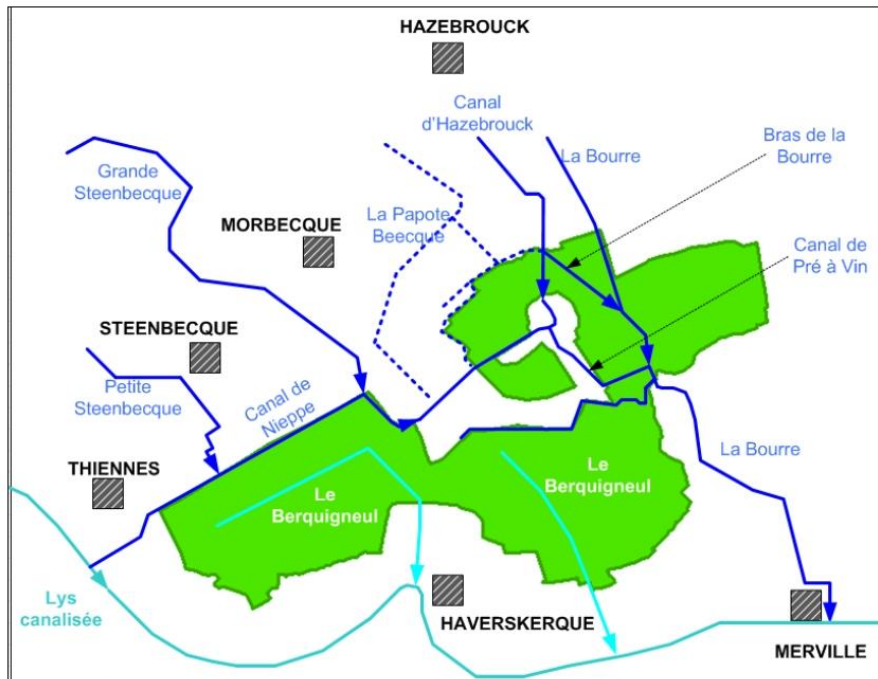 HAZEBROUCK
Canal
d'Hazebrouck
Bras de la
Bourre
La Bourre
Grande
Steenbecque
MORBECQUE
La Papote
Beecque
Canal de
Pré à Vin
STEENBECQUE
Petite
Steenbecque
Canal de
Nieppe
La Bourre
THIENNES
Le
Berquigneul
Le
Berquigneul
Lys
canalisée
HAVERSKERQUE
MERVILLE